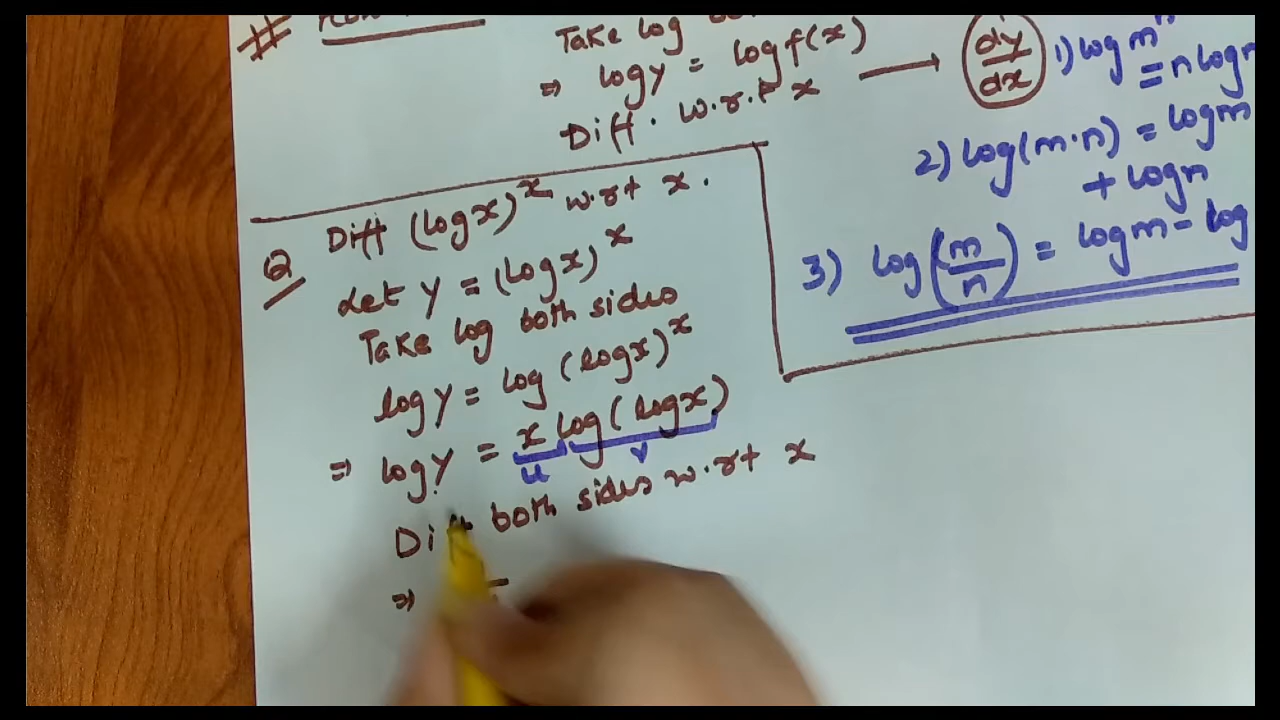 #
Take log
⇒ log y = log f(x) ⟶ dy/dx
Diff. w.r.t x
1) log m^n
= n log
2) log(m·n) = log m
+ log n
3) log(m/n) = log m - log
Q Diff (log x)^x w.r.t x.
Let y = (log x)^x
Take log both sides
log y = log (log x)^x
⇒ log y = x log (log x)
u v
both sides w.r.t x
⇒